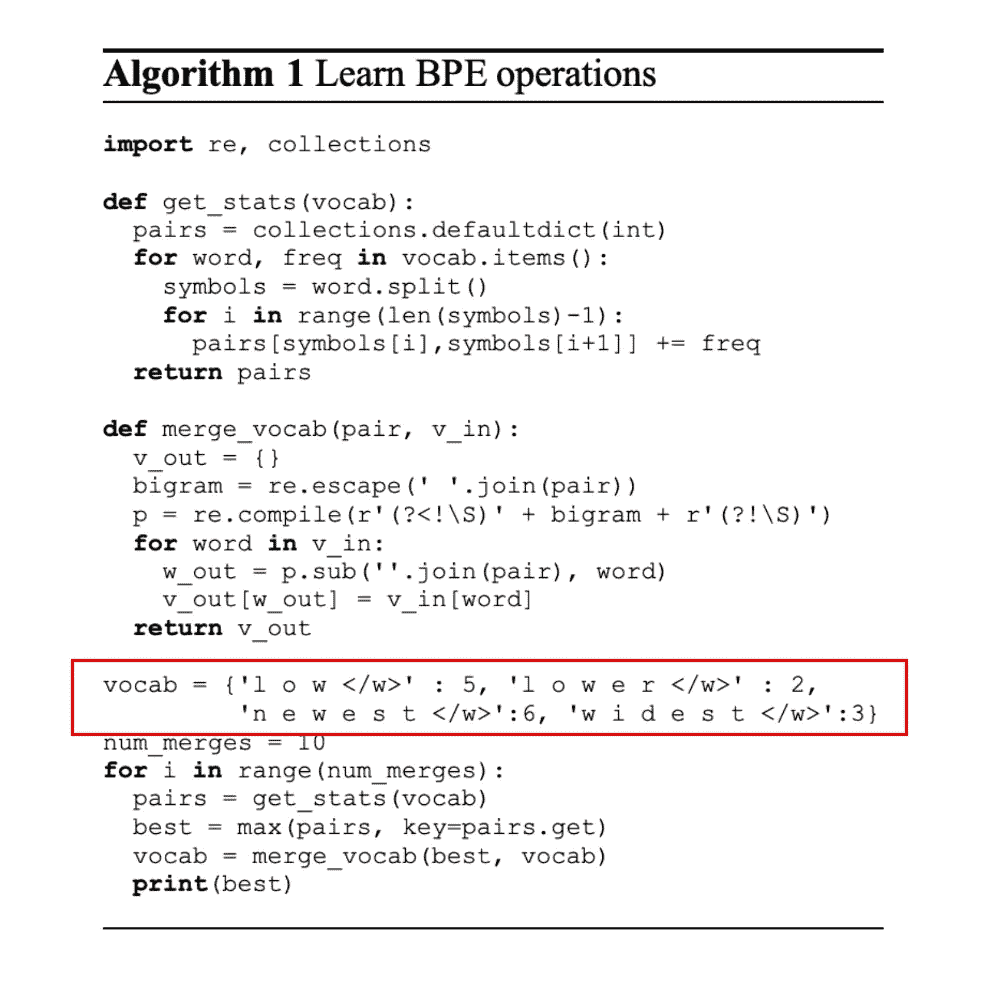 Algorithm 1 Learn BPE operations
import re, collections
def get_stats(vocab):
  pairs = collections.defaultdict(int)
  for word, freq in vocab.items():
    symbols = word.split()
    for i in range(len(symbols)-1):
      pairs[symbols[i],symbols[i+1]] += freq
  return pairs
def merge_vocab(pair, v_in):
  v_out = {}
  bigram = re.escape(' '.join(pair))
  p = re.compile(r'(?<!\S)' + bigram + r'(?!\S)')
  for word in v_in:
    w_out = p.sub(''.join(pair), word)
    v_out[w_out] = v_in[word]
  return v_out
vocab = {'l o w </w>' : 5, 'l o w e r </w>' : 2,
         'n e w e s t </w>':6, 'w i d e s t </w>':3}
num_merges = 10
for i in range(num_merges):
  pairs = get_stats(vocab)
  best = max(pairs, key=pairs.get)
  vocab = merge_vocab(best, vocab)
  print(best)